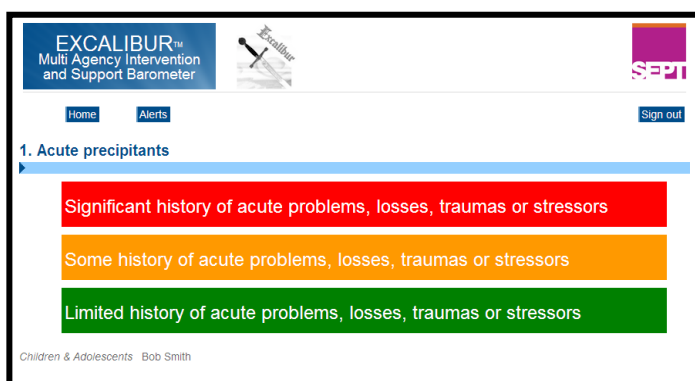 EXCALIBUR™
Multi Agency Intervention
and Support Barometer
Excalibur
SEPT
Home Alerts Sign out
1. Acute precipitants
Significant history of acute problems, losses, traumas or stressors
Some history of acute problems, losses, traumas or stressors
Limited history of acute problems, losses, traumas or stressors
Children & Adolescents Bob Smith